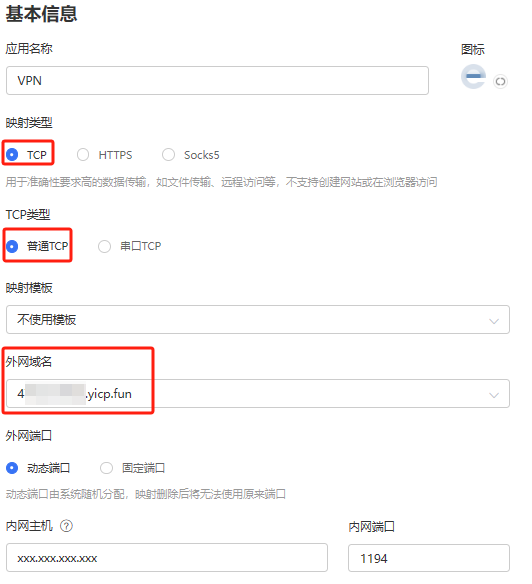 基本信息
应用名称
图标
VPN
映射类型
TCP HTTPS Socks5
用于准确性要求高的数据传输，如文件传输、远程访问等，不支持创建网站或在浏览器访问
TCP类型
普通TCP 串口TCP
映射模板
不使用模板
外网域名
4 .yicp.fun
外网端口
动态端口 固定端口
动态端口由系统随机分配，映射删除后将无法使用原来端口
内网主机 ? 内网端口
xxx.xxx.xxx.xxx 1194